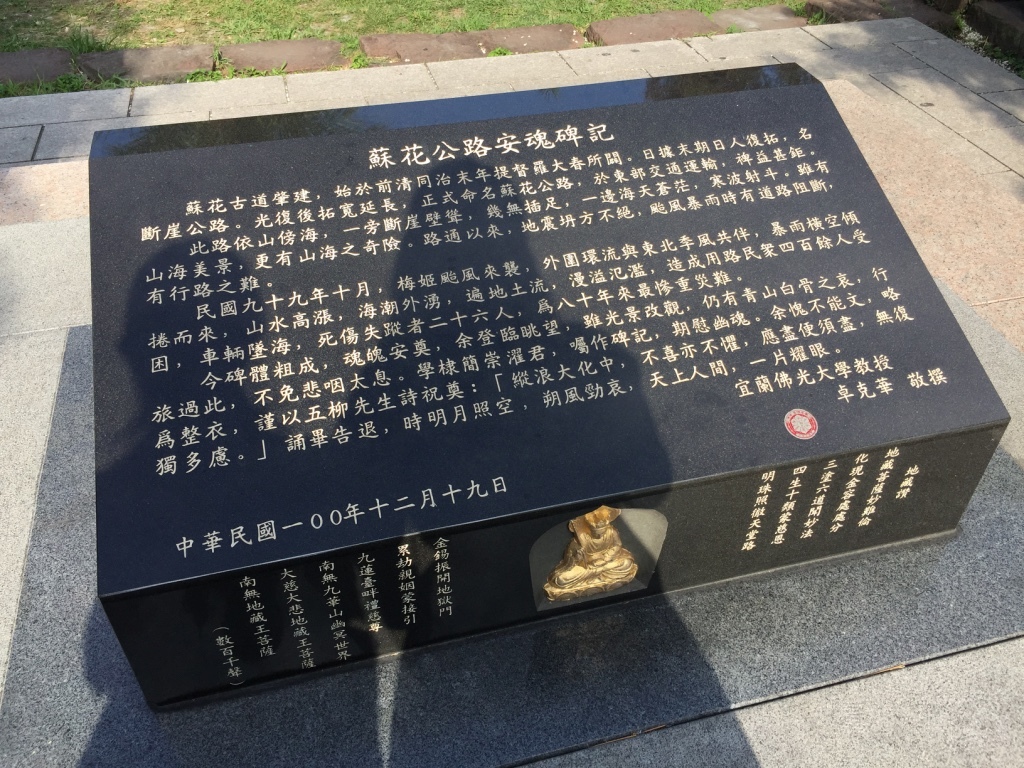 蘇花公路安魂碑記
蘇花古道肇建，始於前清同治末年提督羅大春所闢。日據末期日人復拓，名
斷崖公路。光復後拓寬延長，正式命名蘇花公路，於東部交通運輸，裨益甚鉅。
此路依山傍海，一旁斷崖壁聳，幾無插足，一邊海天蒼茫，寒波射斗。雖有
山海美景，更有山海之奇險。路通以來，地震坍方不絕，颱風暴雨時有道路阻斷，
有行路之難。
民國九十九年十月，梅姬颱風來襲，外圍環流與東北季風共伴，暴雨橫空傾
捲而來，山水高漲，海潮外湧，遍地土流，漫溢氾濫，造成用路民衆四百餘人受
困，車輛墜海，死傷失蹤者二十六人，為八十年來最慘重災難。
今碑體粗成，魂魄安奠，余登臨眺望，雖光景改觀，仍有青山白骨之哀，行
旅過此，不免悲咽太息。學棣簡崇濯君，囑作碑記，期慰幽魂。余愧不能文，略
為整衣，謹以五柳先生詩祝奠：「縱浪大化中，不喜亦不懼，應盡便須盡，無復
獨多慮。」誦畢告退，時明月照空，朔風勁哀，天上人間，一片耀眼。
宜蘭佛光大學教授
卓克華 敬撰
中華民國一00年十二月十九日
地藏讚
地藏菩薩妙難倫
化現金容處處分
三塗六道聞妙法
四生十類蒙慈恩
明珠照徹天堂路
金錫振開地獄門
累劫親姻蒙接引
九蓮臺畔禮慈尊
南無九華山幽冥世界
大慈大悲地藏王菩薩
南無地藏王菩薩
（數百千聲）